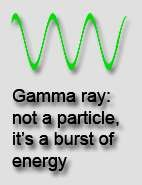 Gamma ray:
not a particle,
it's a burst of
energy